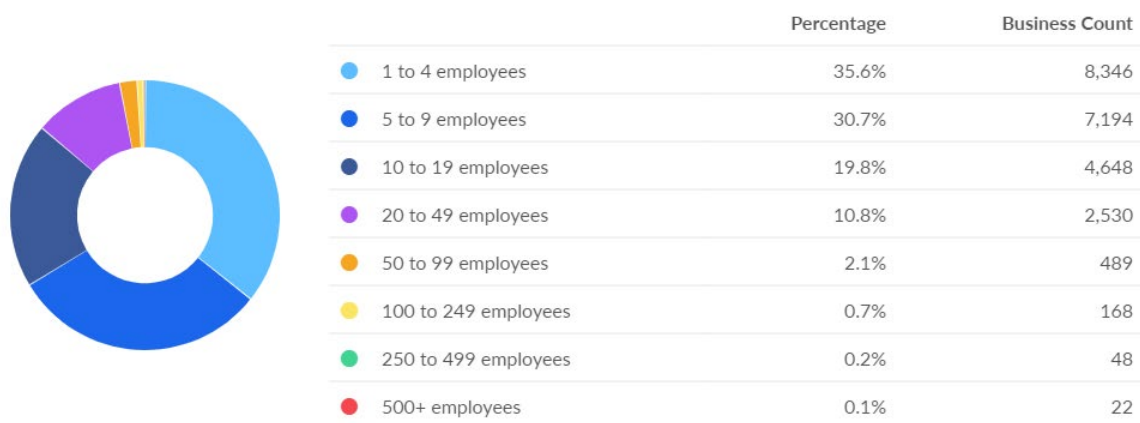 Percentage Business Count
1 to 4 employees 35.6% 8,346
5 to 9 employees 30.7% 7,194
10 to 19 employees 19.8% 4,648
20 to 49 employees 10.8% 2,530
50 to 99 employees 2.1% 489
100 to 249 employees 0.7% 168
250 to 499 employees 0.2% 48
500+ employees 0.1% 22